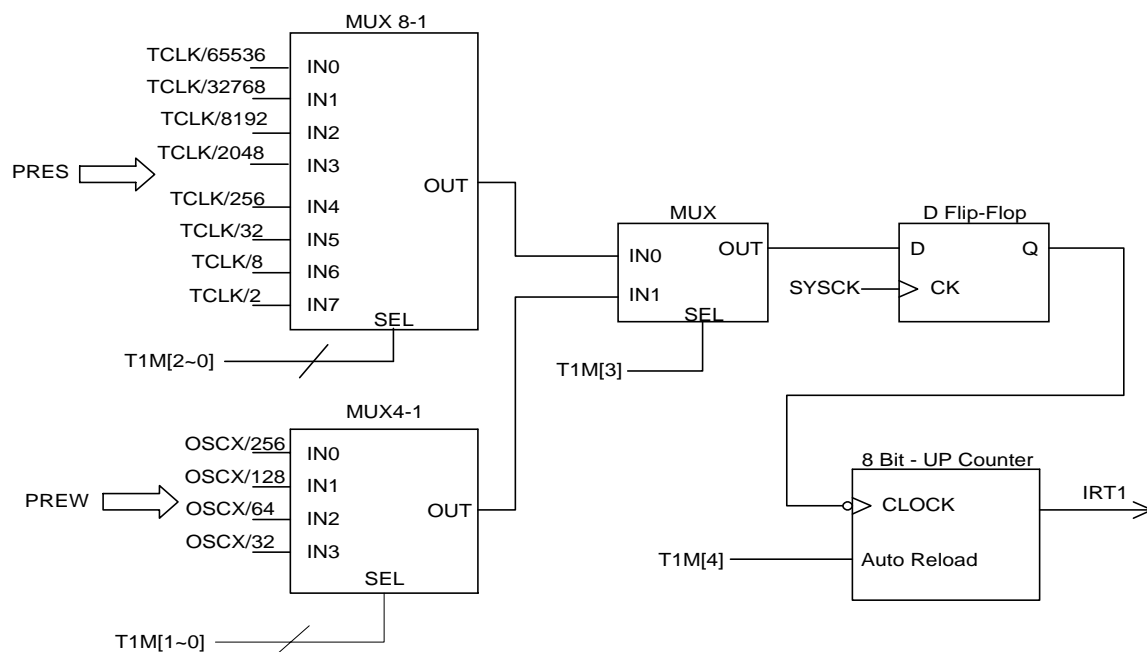 MUX 8-1
TCLK/65536
IN0
TCLK/32768
IN1
TCLK/8192
IN2
TCLK/2048
IN3
PRES
OUT
TCLK/256
IN4
TCLK/32
IN5
TCLK/8
IN6
TCLK/2
IN7
SEL
T1M[2~0]
MUX
IN0
OUT
IN1
SEL
T1M[3]
D Flip-Flop
D
Q
SYSCK
CK
MUX4-1
OSCX/256
IN0
OSCX/128
IN1
PREW
OSCX/64
IN2
OUT
OSCX/32
IN3
SEL
T1M[1~0]
8 Bit - UP Counter
CLOCK
IRT1
T1M[4]
Auto Reload